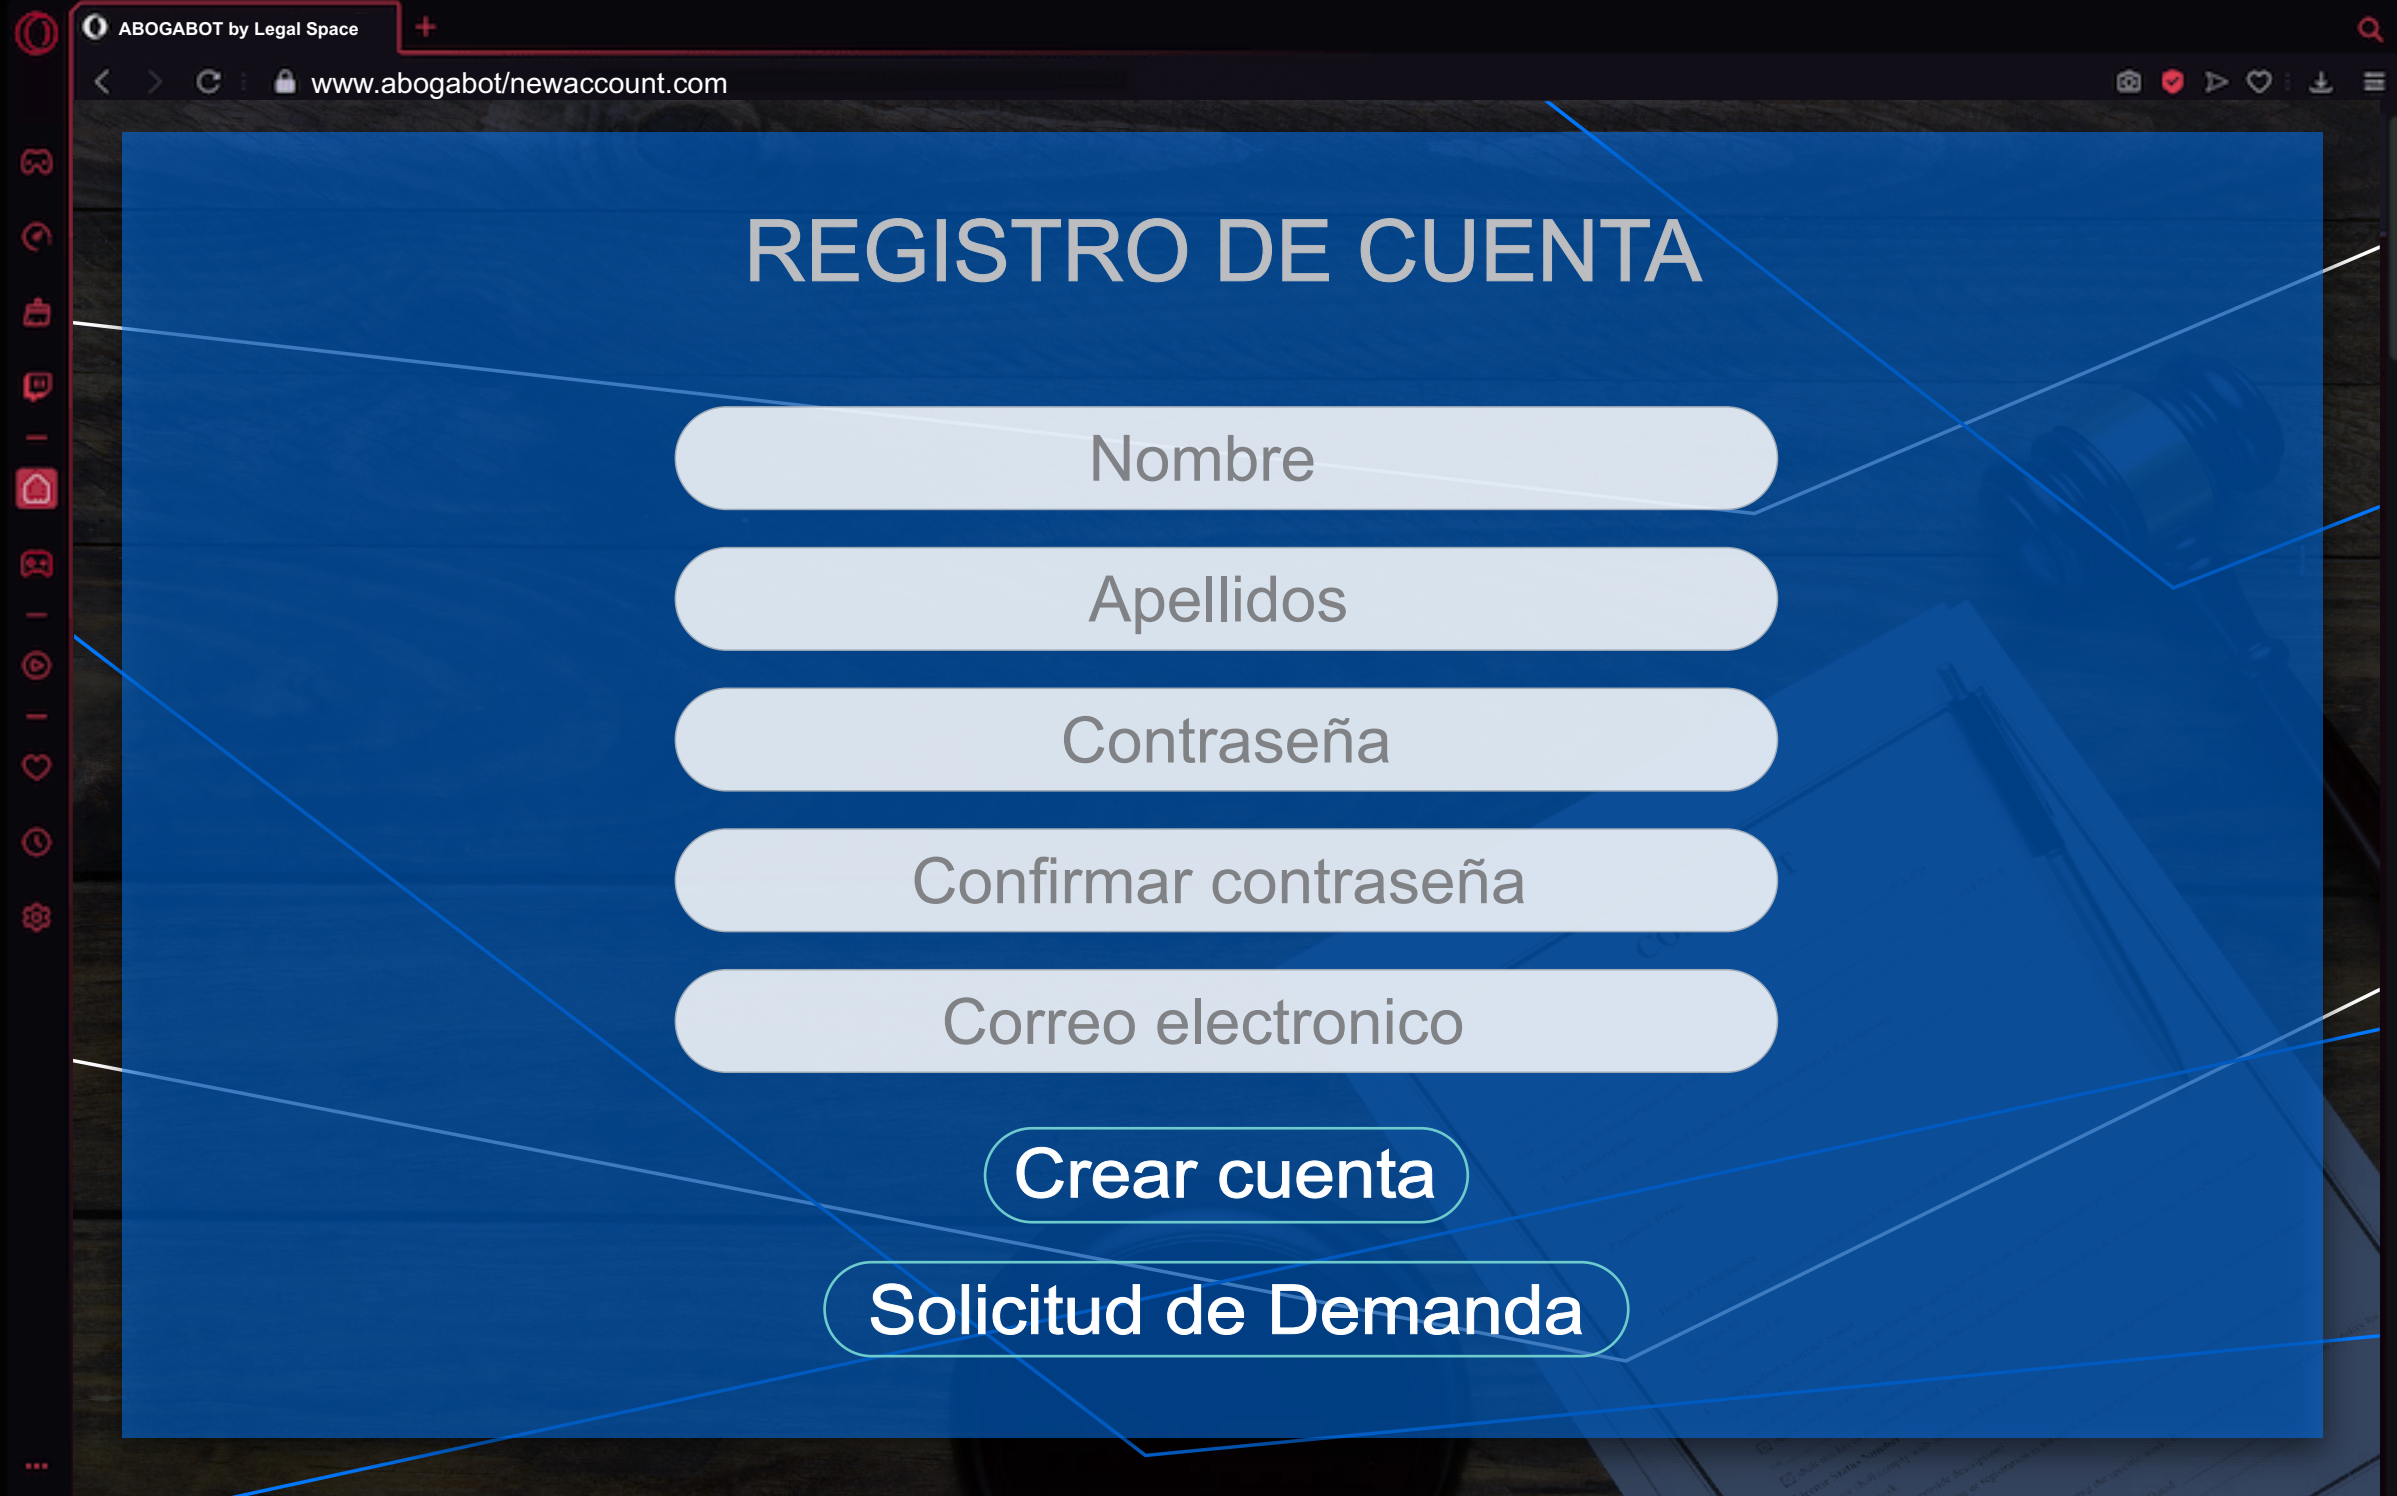 ABOGABOT by Legal Space
www.abogabot/newaccount.com
REGISTRO DE CUENTA
Nombre
Apellidos
Contraseña
Confirmar contraseña
Correo electronico
Crear cuenta
Solicitud de Demanda